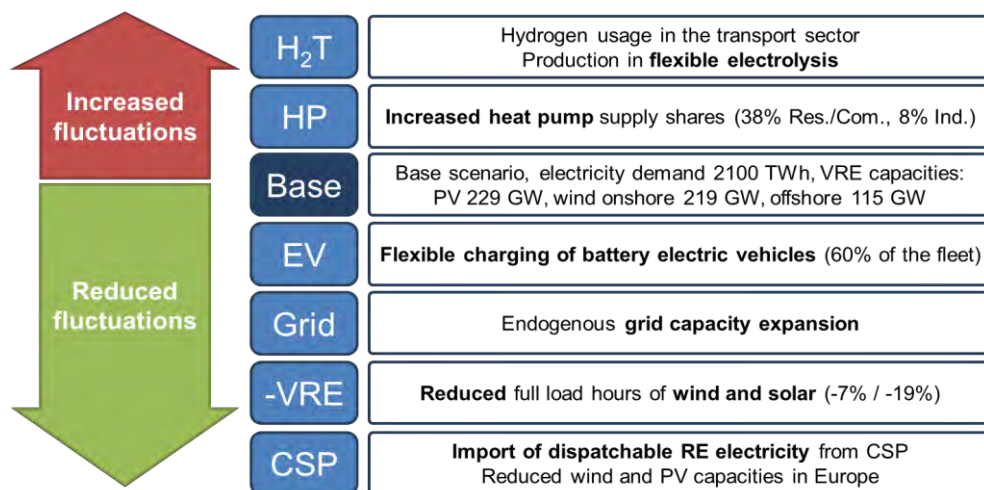 Increased
fluctuations
Reduced
fluctuations
H₂T
Hydrogen usage in the transport sector
Production in flexible electrolysis
HP
Increased heat pump supply shares (38% Res./Com., 8% Ind.)
Base
Base scenario, electricity demand 2100 TWh, VRE capacities:
PV 229 GW, wind onshore 219 GW, offshore 115 GW
EV
Flexible charging of battery electric vehicles (60% of the fleet)
Grid
Endogenous grid capacity expansion
-VRE
Reduced full load hours of wind and solar (-7% / -19%)
CSP
Import of dispatchable RE electricity from CSP
Reduced wind and PV capacities in Europe